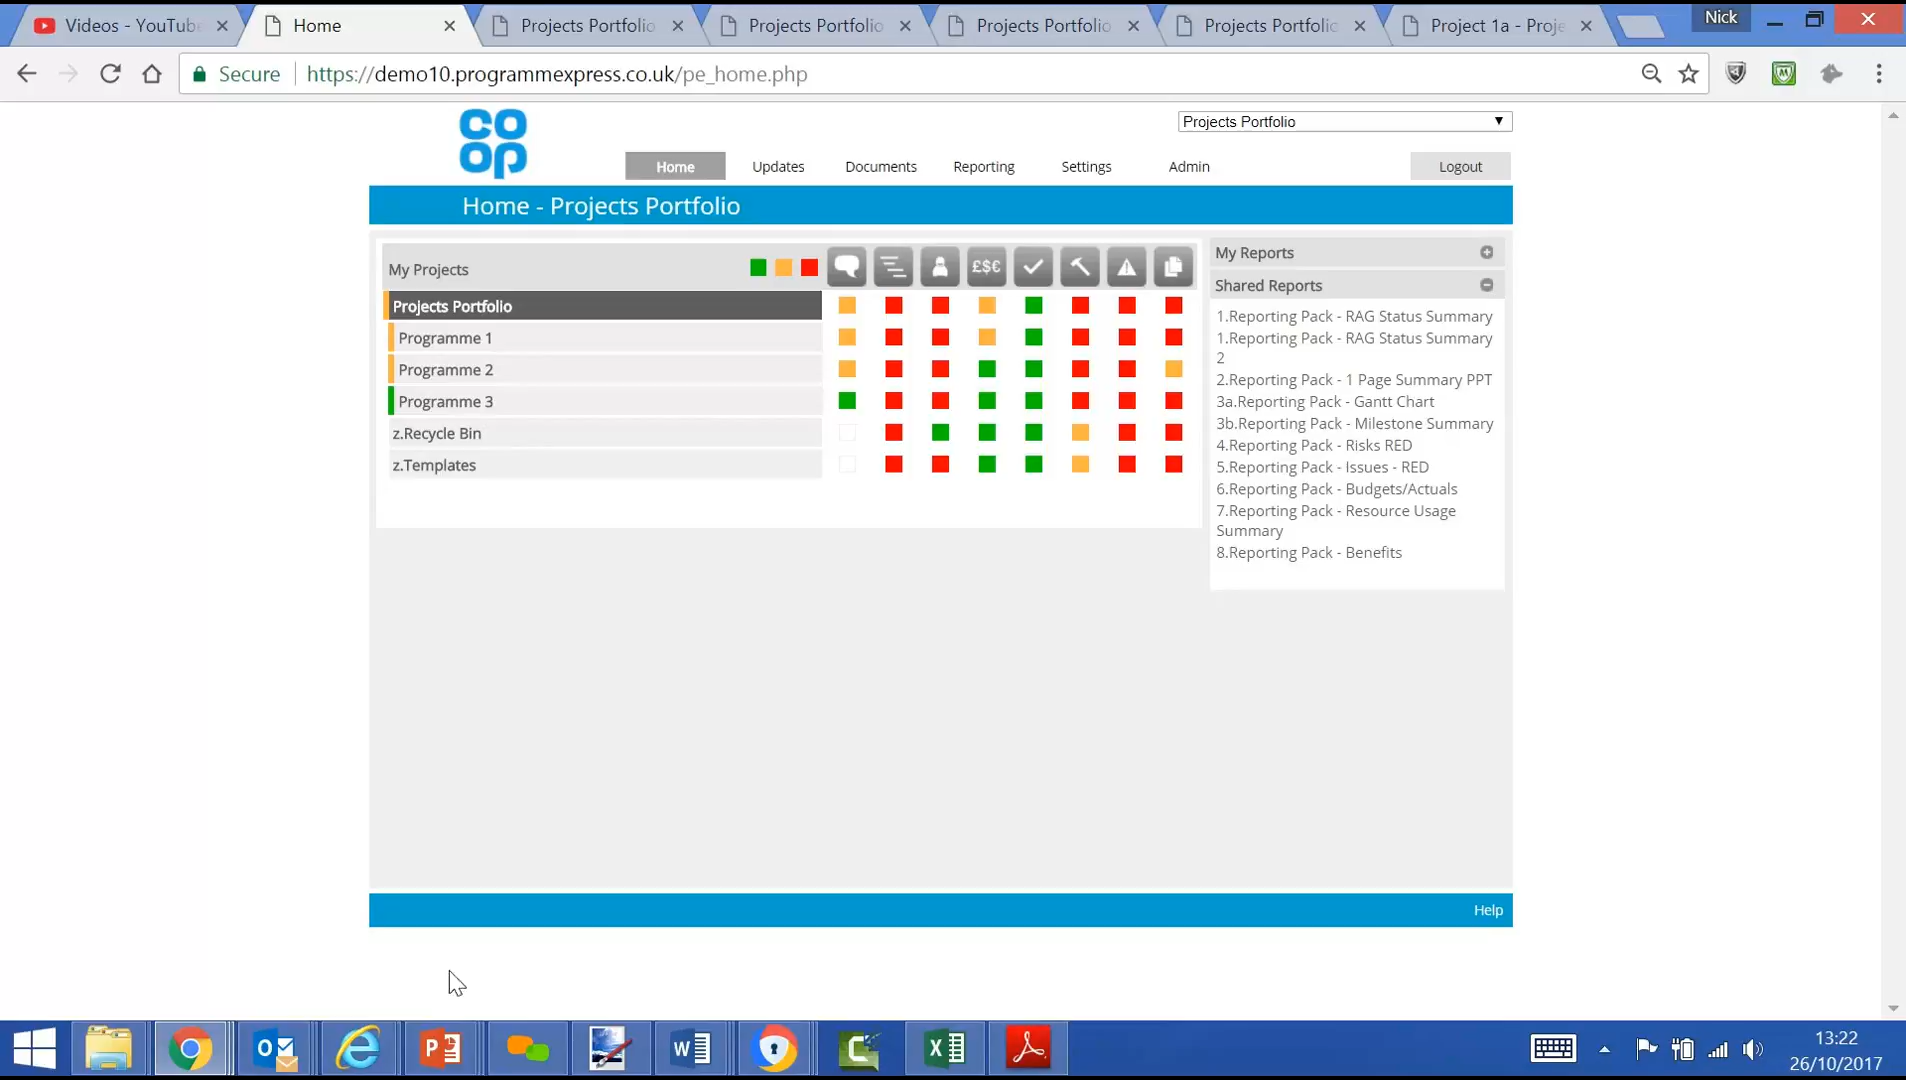 Videos - YouTube
Home
Projects Portfolio
Projects Portfolio
Projects Portfolio
Projects Portfolio
Project 1a - Proje
Nick
Secure
https://demo10.programmexpress.co.uk/pe_home.php
co
op
Projects Portfolio
Home
Updates
Documents
Reporting
Settings
Admin
Logout
Home - Projects Portfolio
My Projects
£$€
Projects Portfolio
Programme 1
Programme 2
Programme 3
z.Recycle Bin
z.Templates
My Reports
Shared Reports
1.Reporting Pack - RAG Status Summary
1.Reporting Pack - RAG Status Summary
2
2.Reporting Pack - 1 Page Summary PPT
3a.Reporting Pack - Gantt Chart
3b.Reporting Pack - Milestone Summary
4.Reporting Pack - Risks RED
5.Reporting Pack - Issues - RED
6.Reporting Pack - Budgets/Actuals
7.Reporting Pack - Resource Usage
Summary
8.Reporting Pack - Benefits
Help
13:22
26/10/2017